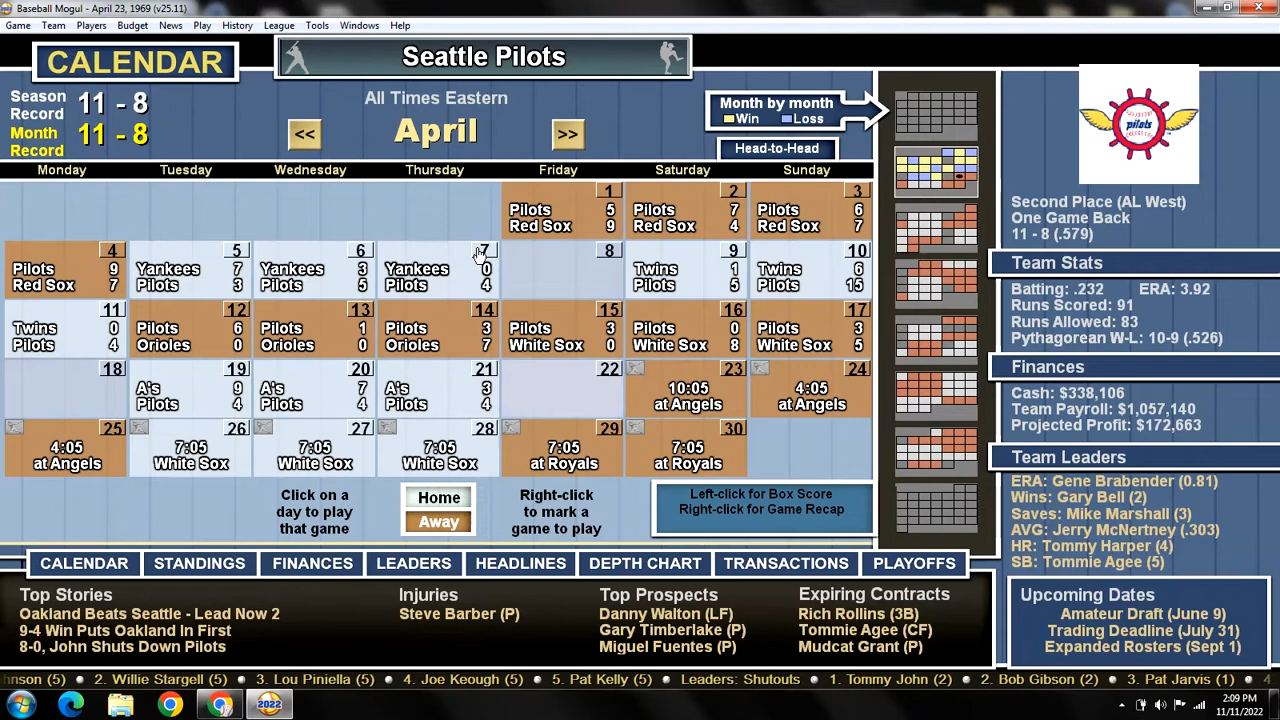 Baseball Mogul - April 23, 1969 (v25.11)
Game Team Players Budget News Play History League Tools Windows Help
CALENDAR
Seattle Pilots
Season Record 11 - 8
Month Record 11 - 8
All Times Eastern
<< April >>
Month by month
Win Loss
Head-to-Head
Monday Tuesday Wednesday Thursday Friday Saturday Sunday
1 2 3
Pilots 5 Pilots 7 Pilots 6
Red Sox 9 Red Sox 4 Red Sox 7
4 5 6 7 8 9 10
Pilots 9 Yankees 7 Yankees 3 Yankees 0 Twins 1 Twins 6
Red Sox 7 Pilots 3 Pilots 5 Pilots 4 Pilots 5 Pilots 15
11 12 13 14 15 16 17
Twins 0 Pilots 6 Pilots 1 Pilots 3 Pilots 3 Pilots 0 Pilots 3
Pilots 4 Orioles 0 Orioles 0 Orioles 7 White Sox 0 White Sox 8 White Sox 5
18 19 20 21 22 23 24
A's 9 A's 7 A's 3 10:05 4:05
Pilots 4 Pilots 4 Pilots 4 at Angels at Angels
25 26 27 28 29 30
4:05 7:05 7:05 7:05 7:05 7:05
at Angels White Sox White Sox White Sox at Royals at Royals
Click on a day to play that game
Home
Away
Right-click to mark a game to play
Left-click for Box Score
Right-click for Game Recap
pilots
Second Place (AL West)
One Game Back
11 - 8 (.579)
Team Stats
Batting: .232 ERA: 3.92
Runs Scored: 91
Runs Allowed: 83
Pythagorean W-L: 10-9 (.526)
Finances
Cash: $338,106
Team Payroll: $1,057,140
Projected Profit: $172,663
Team Leaders
ERA: Gene Brabender (0.81)
Wins: Gary Bell (2)
Saves: Mike Marshall (3)
AVG: Jerry McNertney (.303)
HR: Tommy Harper (4)
SB: Tommie Agee (5)
CALENDAR STANDINGS FINANCES LEADERS HEADLINES DEPTH CHART TRANSACTIONS PLAYOFFS
Top Stories
Oakland Beats Seattle - Lead Now 2
9-4 Win Puts Oakland In First
8-0, John Shuts Down Pilots
Injuries
Steve Barber (P)
Top Prospects
Danny Walton (LF)
Gary Timberlake (P)
Miguel Fuentes (P)
Expiring Contracts
Rich Rollins (3B)
Tommie Agee (CF)
Mudcat Grant (P)
Upcoming Dates
Amateur Draft (June 9)
Trading Deadline (July 31)
Expanded Rosters (Sept 1)
hnson (5) • 2. Willie Stargell (5) • 3. Lou Piniella (5) • 4. Joe Keough (5) • 5. Pat Kelly (5) • Leaders: Shutouts • 1. Tommy John (2) • 2. Bob Gibson (2) • 3. Pat Jarvis (1) • 4
2022
2:09 PM
11/11/2022